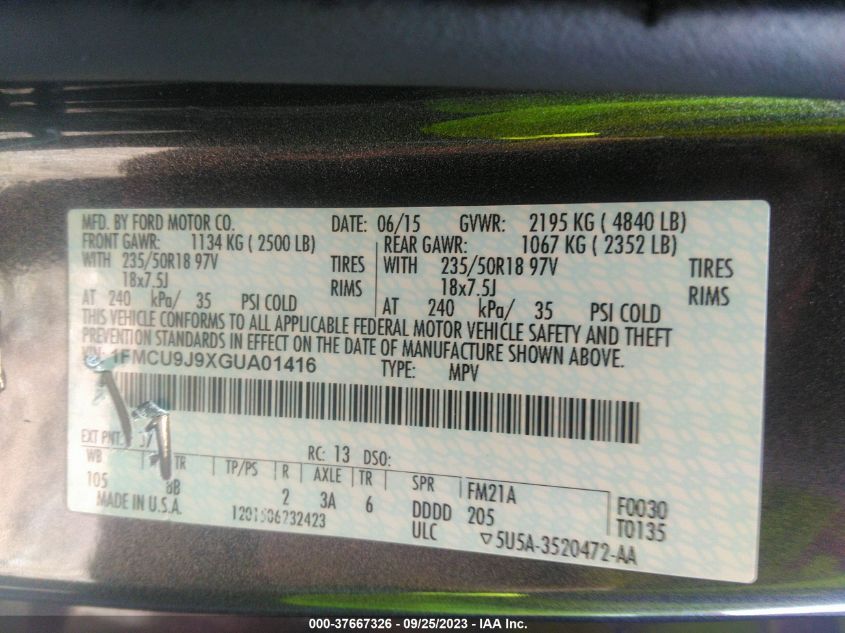 MFD. BY FORD MOTOR CO. DATE: 06/15 GVWR: 2195 KG ( 4840 LB)
FRONT GAWR: 1134 KG ( 2500 LB) REAR GAWR: 1067 KG ( 2352 LB)
WITH 235/50R18 97V TIRES WITH 235/50R18 97V TIRES
18x7.5J RIMS 18x7.5J RIMS
AT 240 kPa/ 35 PSI COLD AT 240 kPa/ 35 PSI COLD
THIS VEHICLE CONFORMS TO ALL APPLICABLE FEDERAL MOTOR VEHICLE SAFETY AND THEFT
PREVENTION STANDARDS IN EFFECT ON THE DATE OF MANUFACTURE SHOWN ABOVE.
1FMCU9J9XGUA01416 TYPE: MPV
EXT PNT: RC: 13 DSO:
WB TR TP/PS R AXLE TR SPR FM21A F0030
105 8B 2 3A 6 DDDD 205 T0135
MADE IN U.S.A. 1201506232423 ULC ▽5U5A-3520472-AA
000-37667326 - 09/25/2023 - IAA Inc.